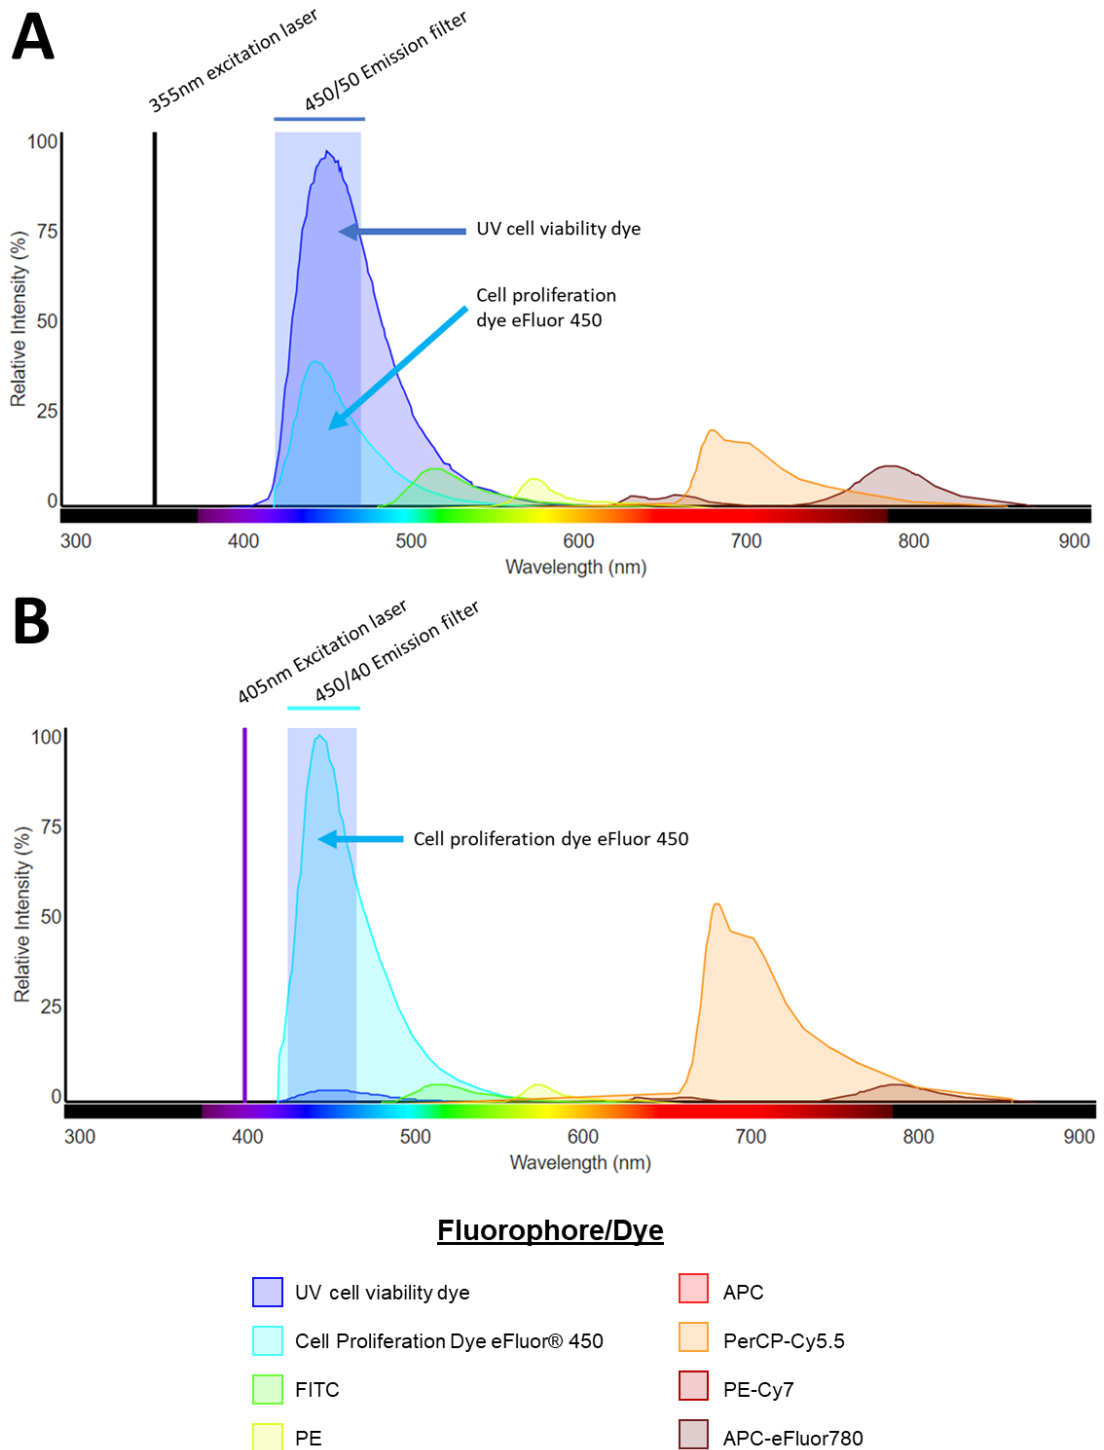 A
355nm excitation laser
450/50 Emission filter
100
75
50
25
0
Relative Intensity (%)
UV cell viability dye
Cell proliferation
dye eFluor 450
300 400 500 600 700 800 900
Wavelength (nm)
B
405nm Excitation laser
450/40 Emission filter
100
75
50
25
0
Relative Intensity (%)
Cell proliferation dye eFluor 450
300 400 500 600 700 800 900
Wavelength (nm)
Fluorophore/Dye
UV cell viability dye
Cell Proliferation Dye eFluor® 450
FITC
PE
APC
PerCP-Cy5.5
PE-Cy7
APC-eFluor780